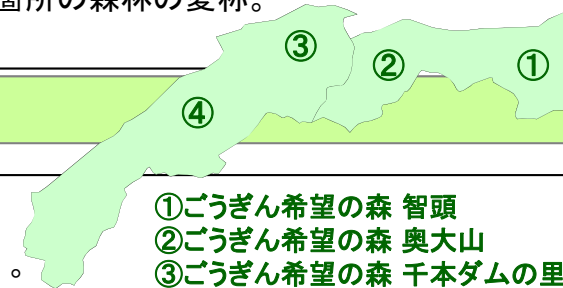 箇所の森林の愛称。
③
②
①
④
①ごうぎん希望の森 智頭
②ごうぎん希望の森 奥大山
。
③ごうぎん希望の森 千本ダムの里